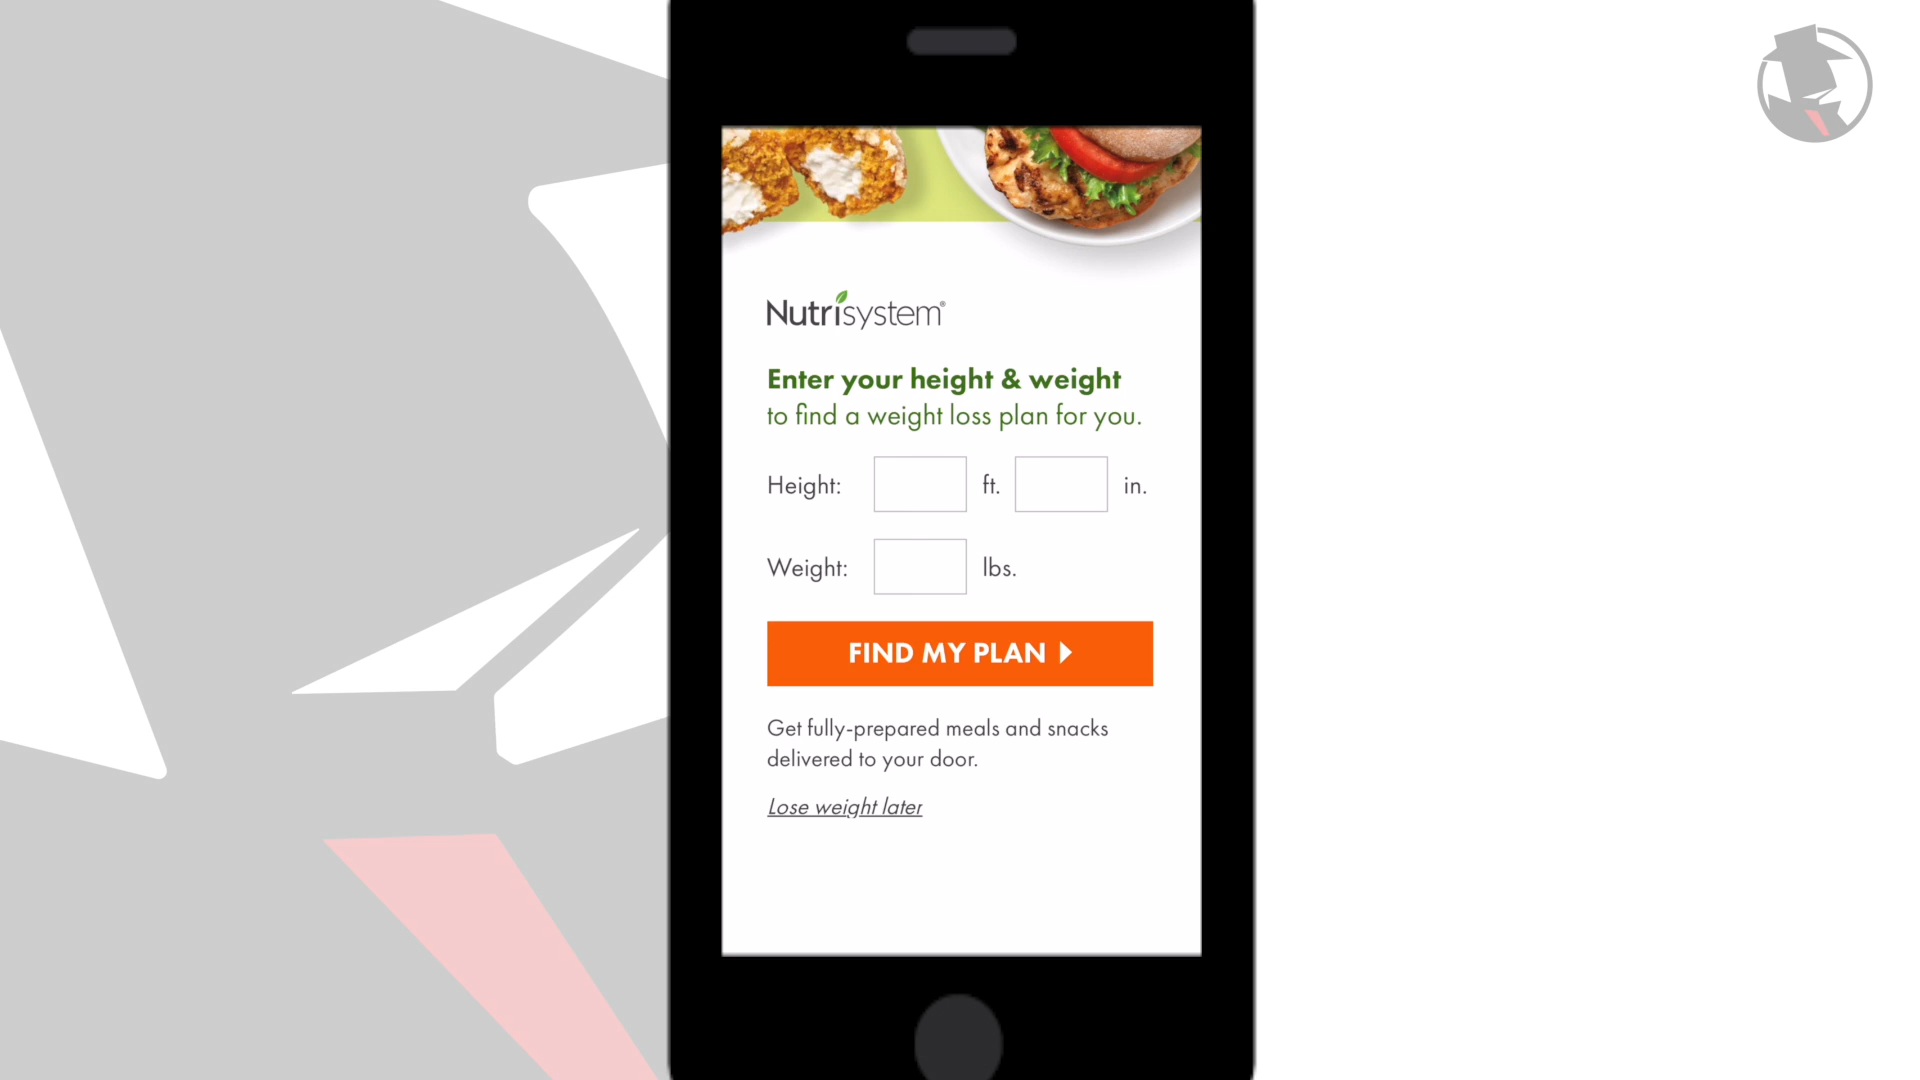 Nutrisystem®
Enter your height & weight
to find a weight loss plan for you.
Height: ft. in.
Weight: lbs.
FIND MY PLAN
Get fully-prepared meals and snacks
delivered to your door.
Lose weight later